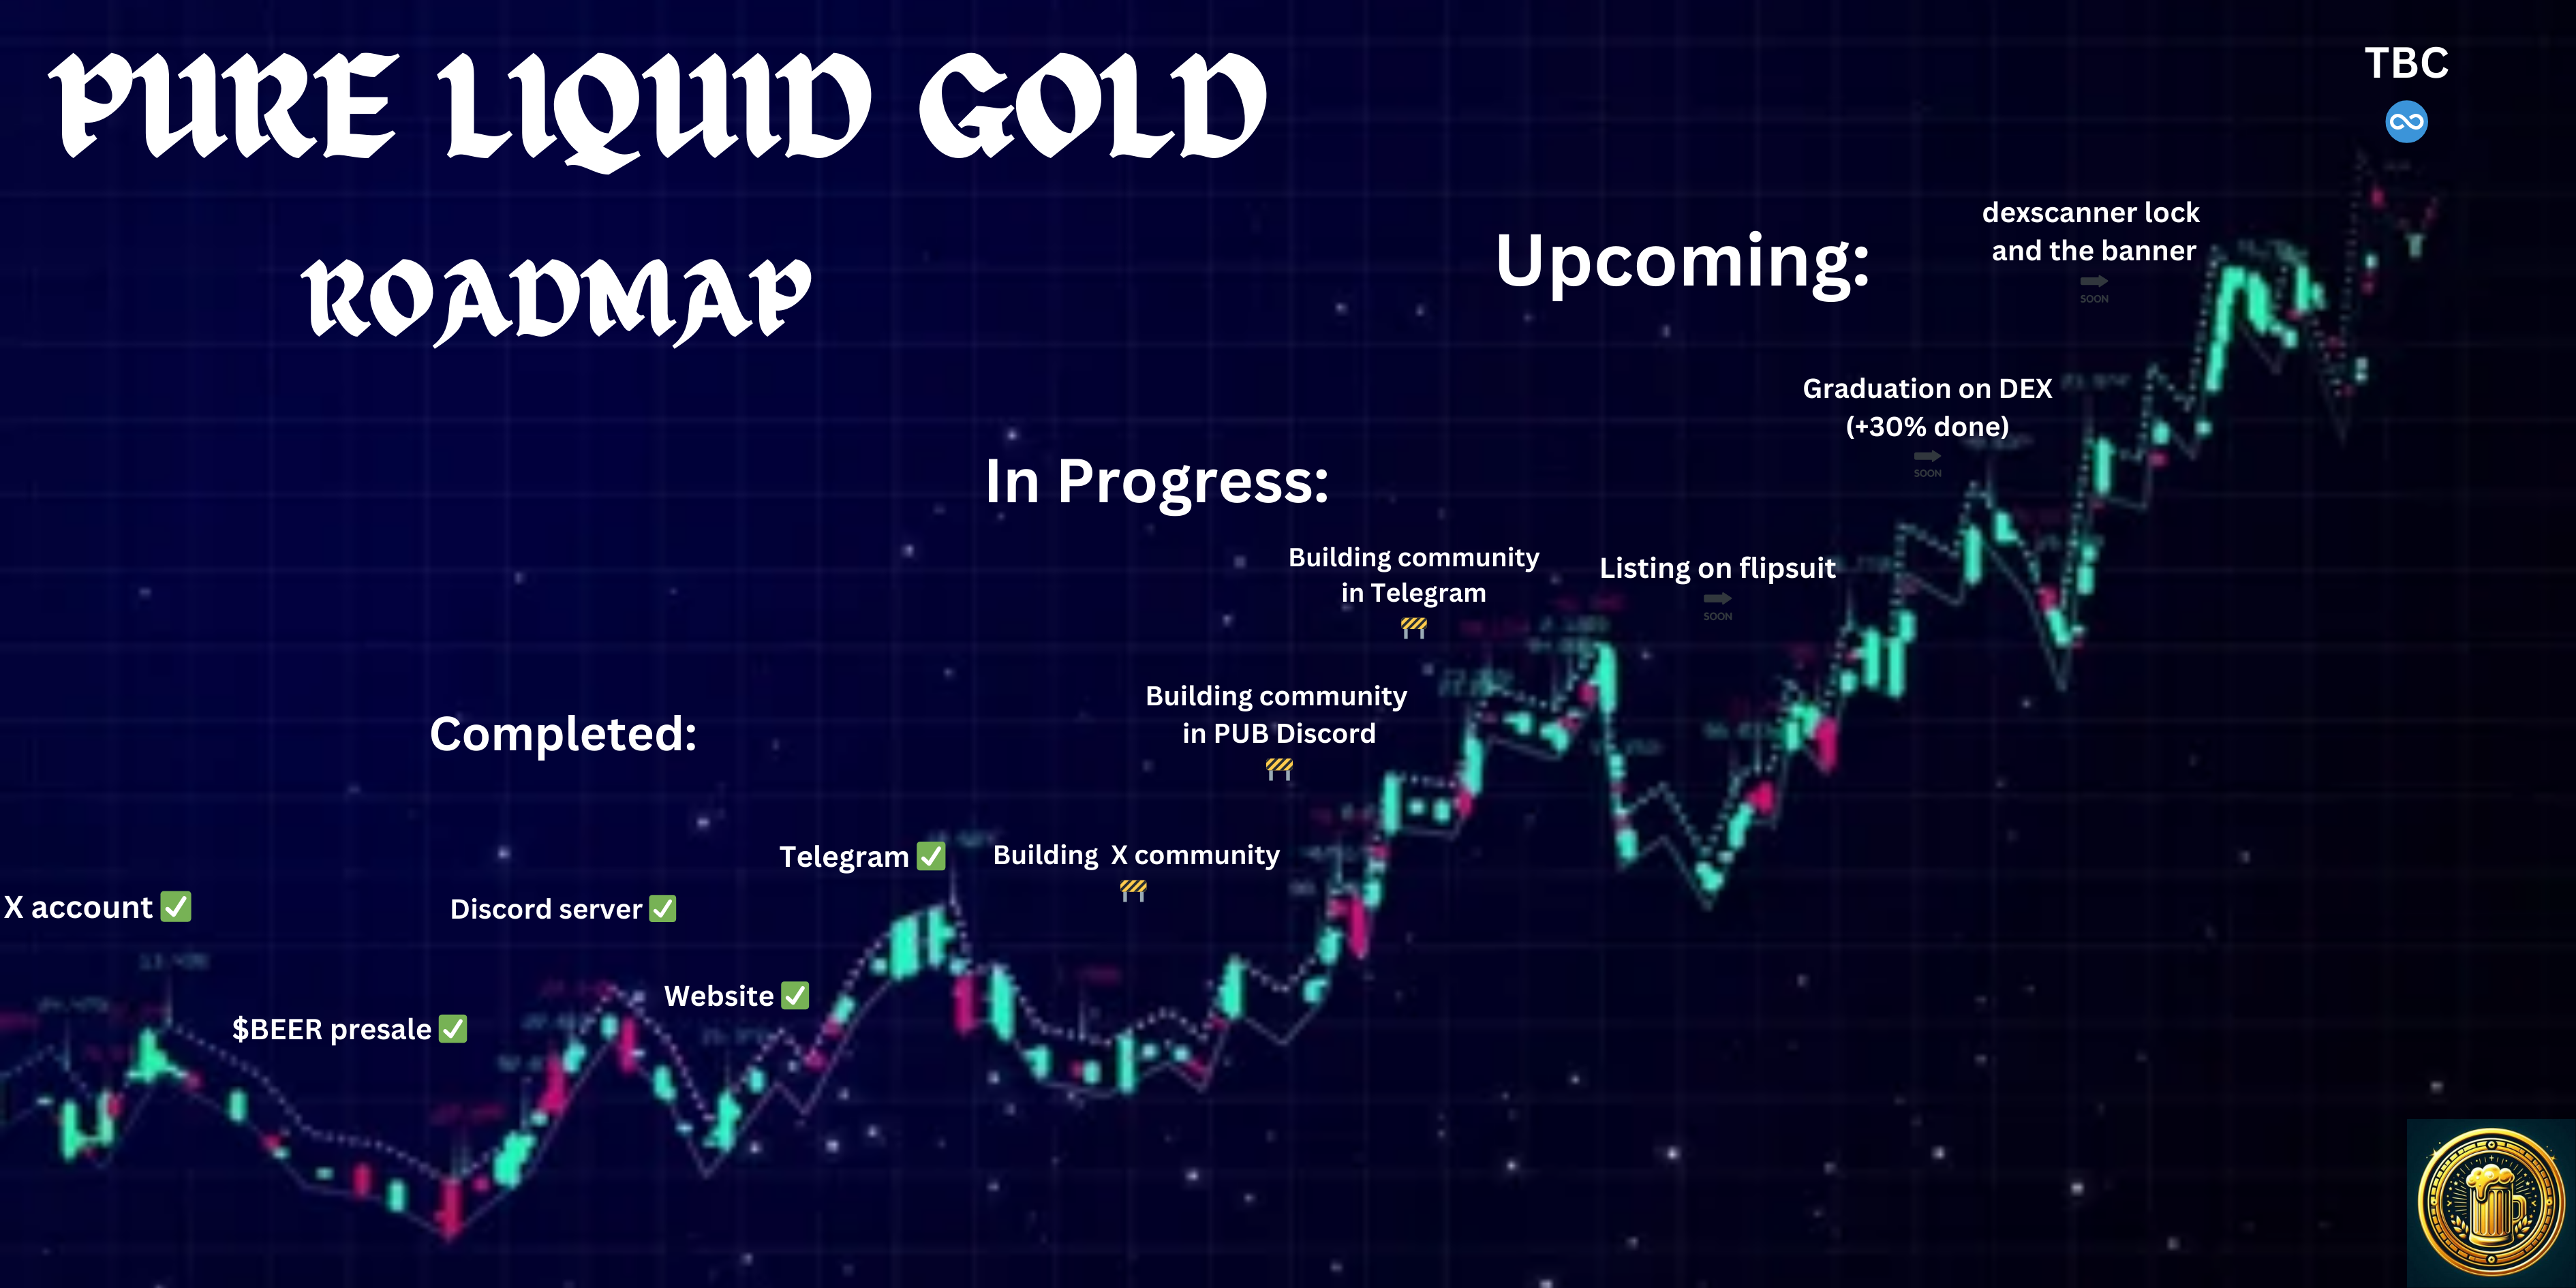 PURE LIQUID GOLD
ROADMAP
TBC
Upcoming:
dexscanner lock
and the banner
SOON
Graduation on DEX
(+30% done)
SOON
In Progress:
Building community
in Telegram
Listing on flipsuit
SOON
Building community
in PUB Discord
Completed:
Telegram ✅
Building X community
X account ✅
Discord server ✅
Website ✅
$BEER presale ✅